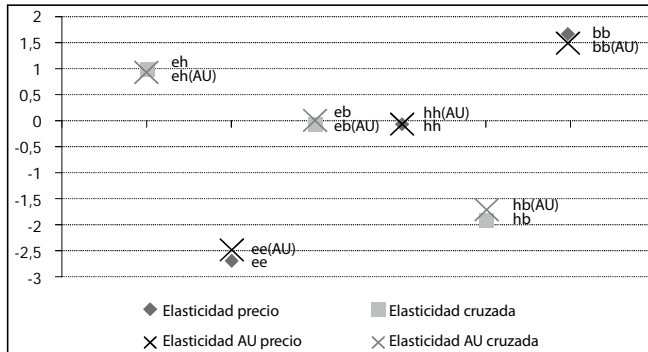 2
1,5
1
0,5
0
-0,5
-1
-1,5
-2
-2,5
-3
bb
bb(AU)
eh
eh(AU)
eb
eb(AU)
hh(AU)
hh
hb(AU)
hb
ee(AU)
ee
Elasticidad precio
Elasticidad cruzada
Elasticidad AU precio
Elasticidad AU cruzada